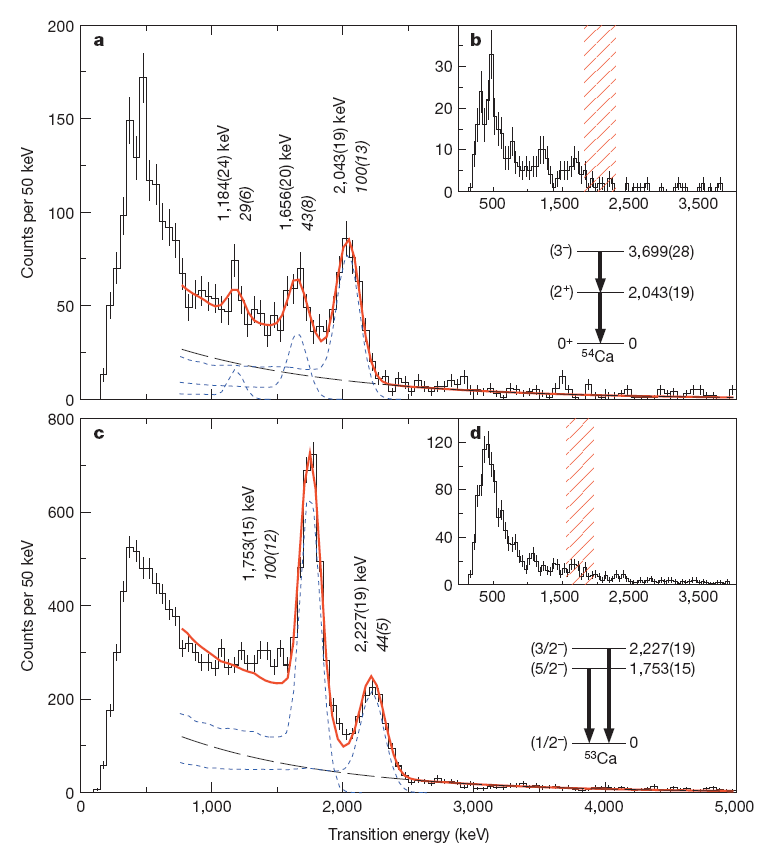 a
200
150
100
50
0
Counts per 50 keV
1,184(24) keV
29(6)
1,656(20) keV
43(8)
2,043(19) keV
100(13)
b
30
20
10
0
500 1,500 2,500 3,500
(3⁻) 3,699(28)
(2⁺) 2,043(19)
0⁺ 0
⁵⁴Ca
c
800
600
400
200
0
Counts per 50 keV
1,753(15) keV
100(12)
2,227(19) keV
44(5)
d
120
80
40
0
500 1,500 2,500 3,500
(3/2⁻) 2,227(19)
(5/2⁻) 1,753(15)
(1/2⁻) 0
⁵³Ca
0 1,000 2,000 3,000 4,000 5,000
Transition energy (keV)